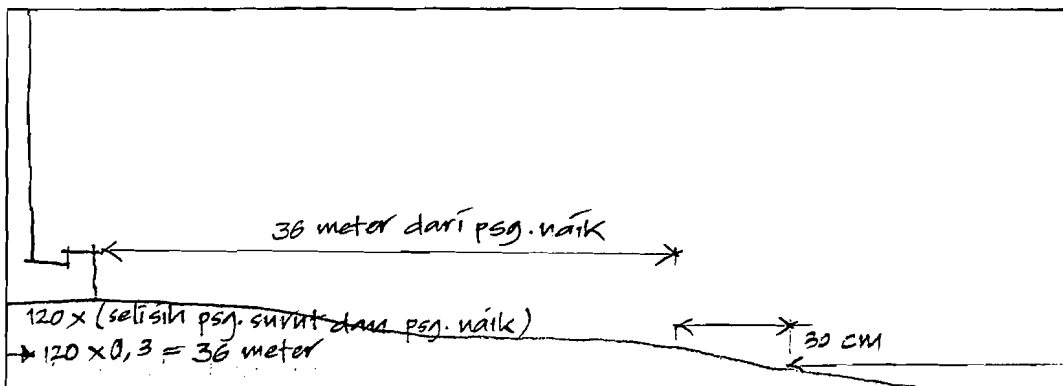 36 meter dari psg. naik
120 x (selisih psg. surut dan psg. naik)
120 x 0,3 = 36 meter
30 cm